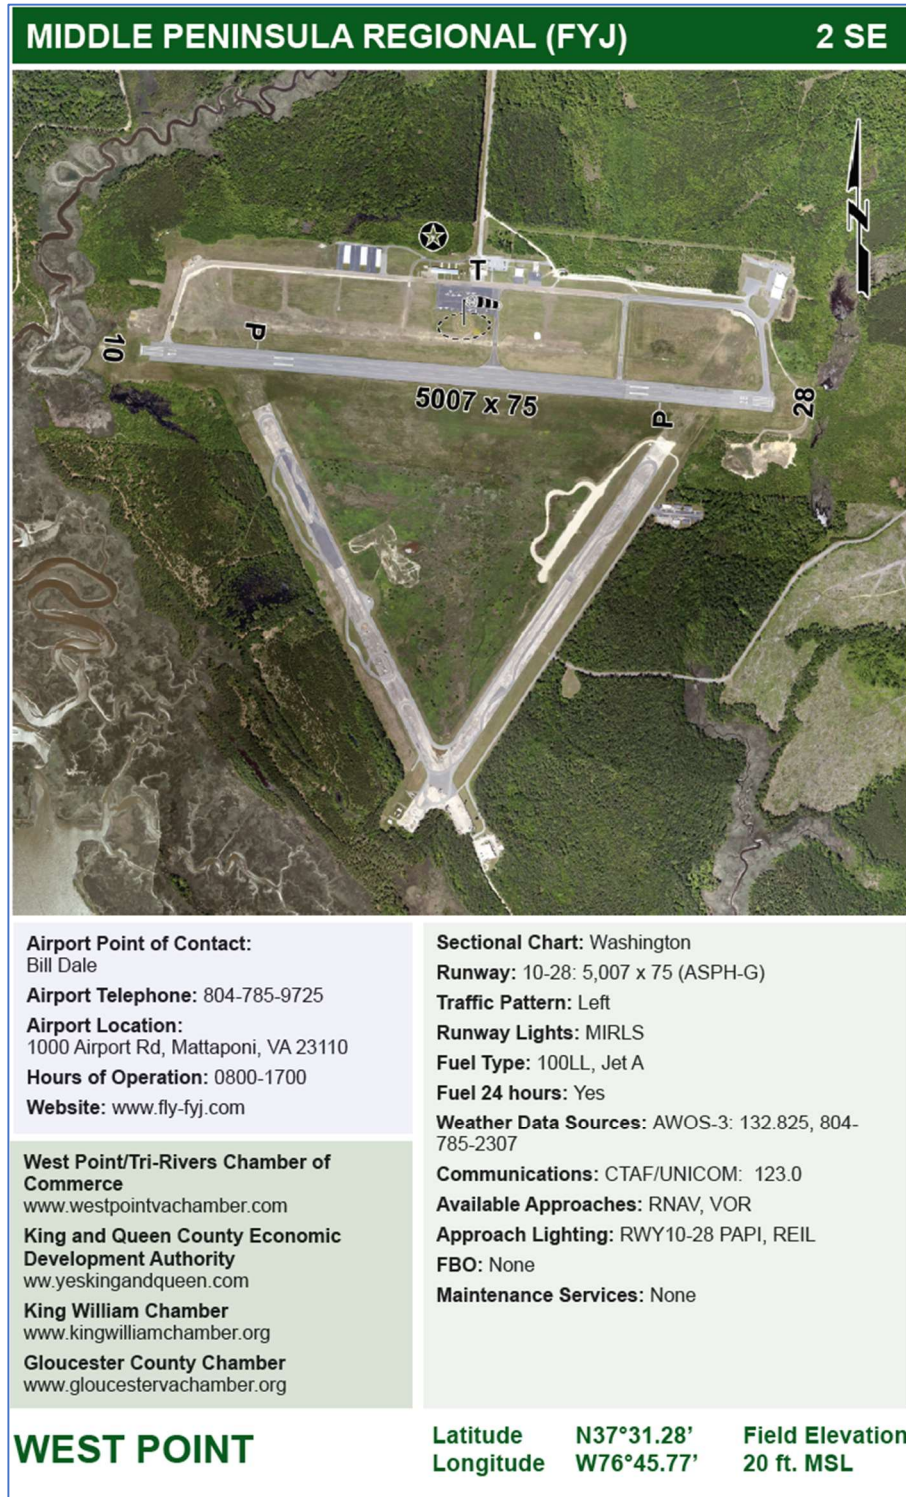 MIDDLE PENINSULA REGIONAL (FYJ) 2 SE
N
T
P
10
5007 x 75
28
P
Airport Point of Contact:
Bill Dale
Airport Telephone: 804-785-9725
Airport Location:
1000 Airport Rd, Mattaponi, VA 23110
Hours of Operation: 0800-1700
Website: www.fly-fyj.com
West Point/Tri-Rivers Chamber of
Commerce
www.westpointvachamber.com
King and Queen County Economic
Development Authority
ww.yeskingandqueen.com
King William Chamber
www.kingwilliamchamber.org
Gloucester County Chamber
www.gloucestervachamber.org
Sectional Chart: Washington
Runway: 10-28: 5,007 x 75 (ASPH-G)
Traffic Pattern: Left
Runway Lights: MIRLS
Fuel Type: 100LL, Jet A
Fuel 24 hours: Yes
Weather Data Sources: AWOS-3: 132.825, 804-
785-2307
Communications: CTAF/UNICOM: 123.0
Available Approaches: RNAV, VOR
Approach Lighting: RWY10-28 PAPI, REIL
FBO: None
Maintenance Services: None
WEST POINT
Latitude N37°31.28’ Field Elevation
Longitude W76°45.77’ 20 ft. MSL